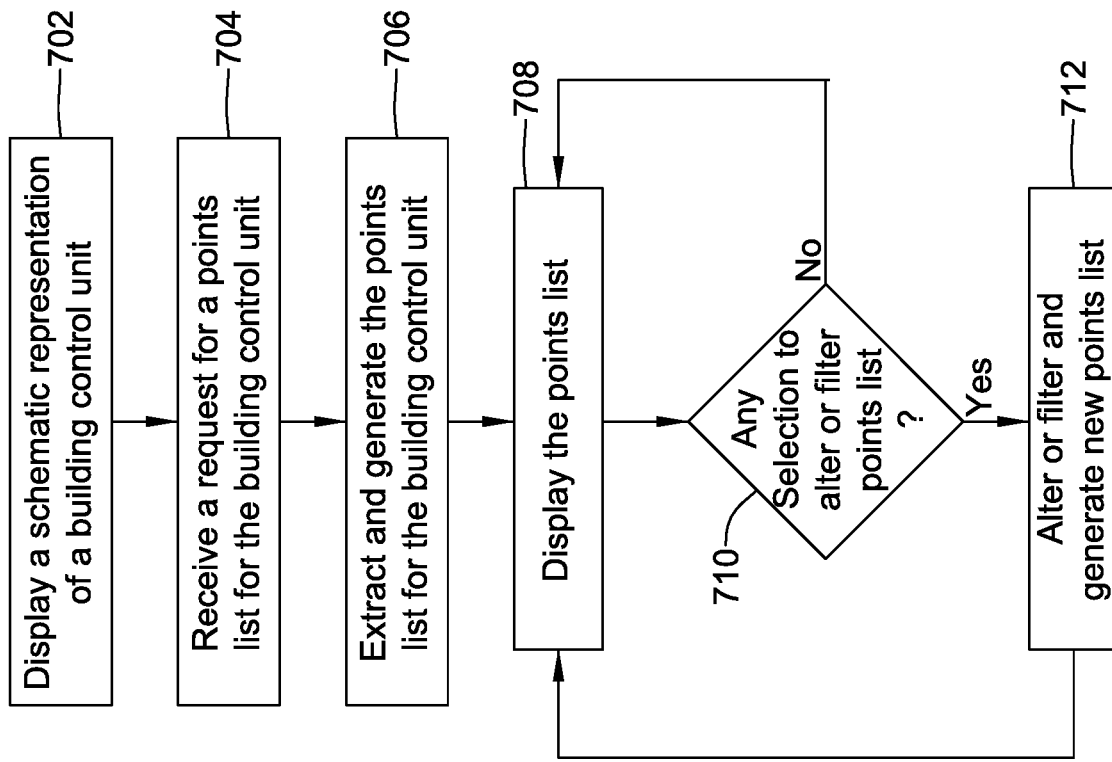 Display a schematic representation
of a building control unit
702
Receive a request for a points
list for the building control unit
704
Extract and generate the points
list for the building control unit
706
Display the points list
708
Any
Selection to
alter or filter
points list
?
710
No
Yes
Alter or filter and
generate new points list
712